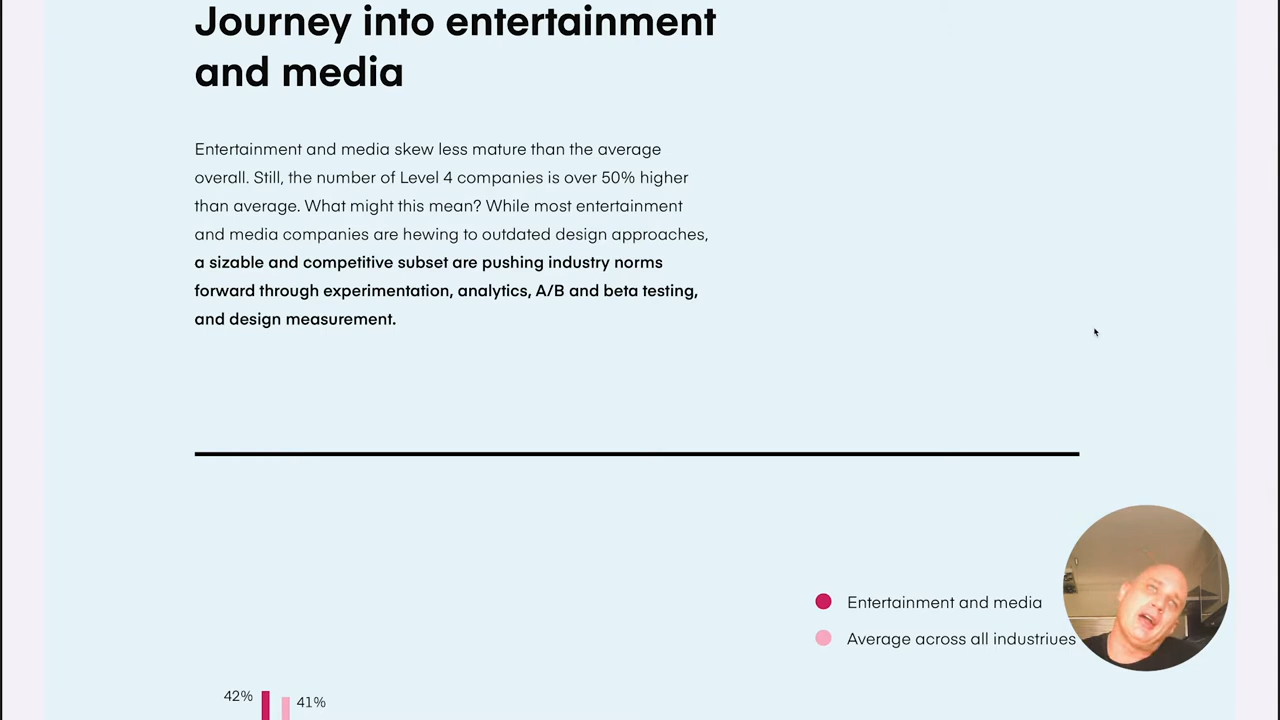 Journey into entertainment
and media
Entertainment and media skew less mature than the average
overall. Still, the number of Level 4 companies is over 50% higher
than average. What might this mean? While most entertainment
and media companies are hewing to outdated design approaches,
a sizable and competitive subset are pushing industry norms
forward through experimentation, analytics, A/B and beta testing,
and design measurement.
Entertainment and media
Average across all industriues
42%
41%